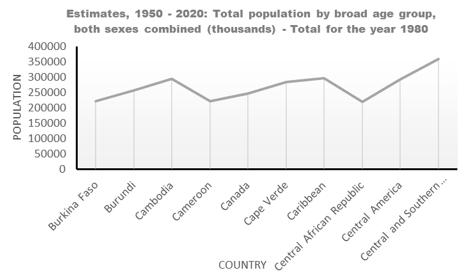 Estimates, 1950 - 2020: Total population by broad age group,
both sexes combined (thousands) - Total for the year 1980
POPULATION
400000
350000
300000
250000
200000
150000
100000
50000
0
Burkina Faso
Burundi
Cambodia
Cameroon
Canada
Cape Verde
Caribbean
Central African Republic
Central America
Central and Southern...
COUNTRY